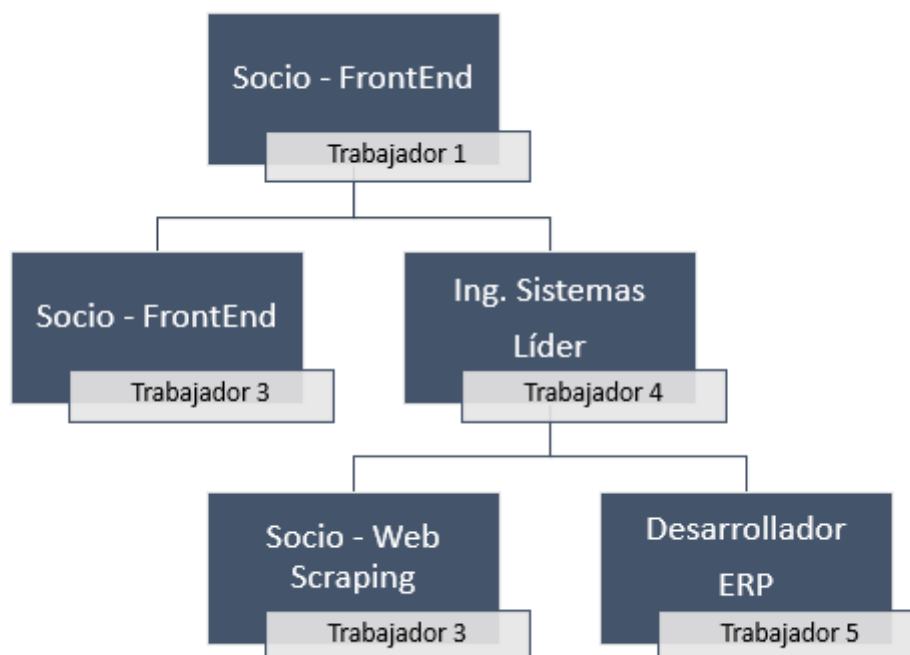 Socio - FrontEnd
Trabajador 1
Socio - FrontEnd
Trabajador 3
Ing. Sistemas
Líder
Trabajador 4
Socio - Web
Scraping
Trabajador 3
Desarrollador
ERP
Trabajador 5